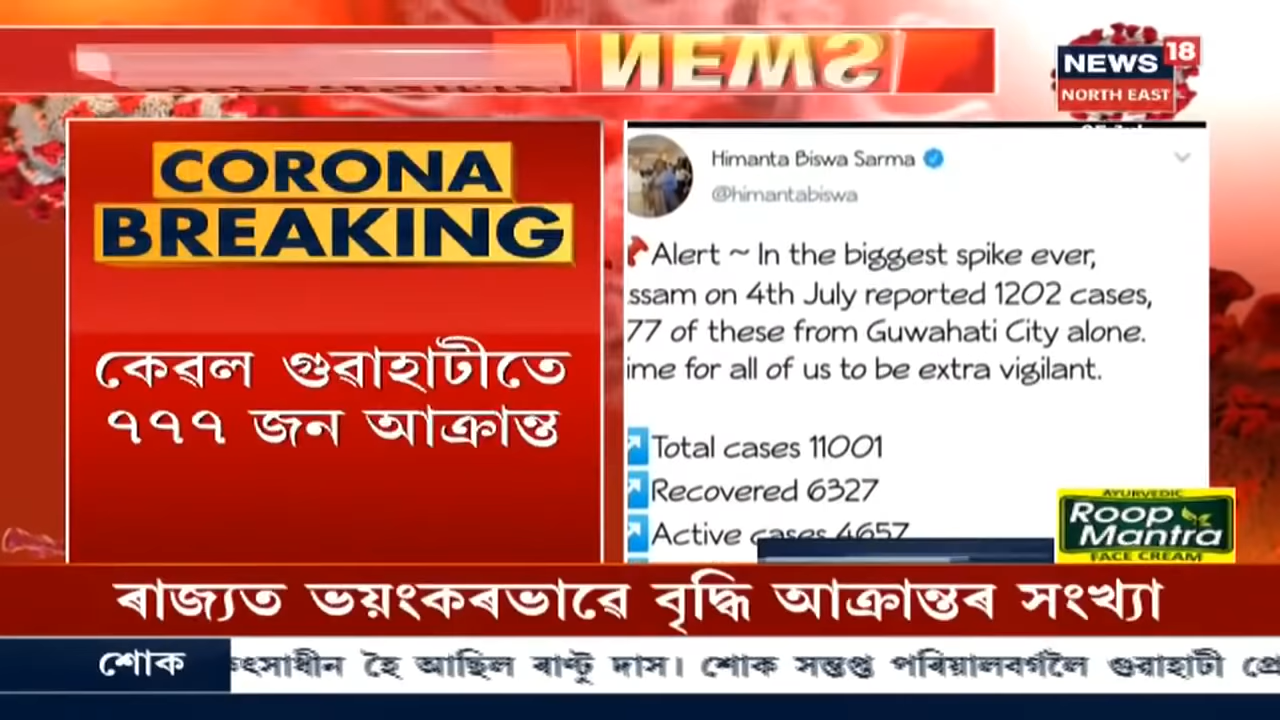 NEWS
NEWS 18
NORTH EAST
CORONA
BREAKING
কেৱল গুৱাহাটীতে
৭৭৭ জন আক্ৰান্ত
Himanta Biswa Sarma
@himantabiswa
Alert ~ In the biggest spike ever,
ssam on 4th July reported 1202 cases,
77 of these from Guwahati City alone.
ime for all of us to be extra vigilant.
Total cases 11001
Recovered 6327
Active cases 4657
AYURVEDIC
Roop
Mantra
FACE CREAM
ৰাজ্যত ভয়ংকৰভাৱে বৃদ্ধি আক্ৰান্তৰ সংখ্যা
শোক
হৈ আছিল ৰাণ্টু দাস। শোক সন্তপ্ত পৰিয়ালবৰ্গলৈ গুৱাহাটী প্ৰে